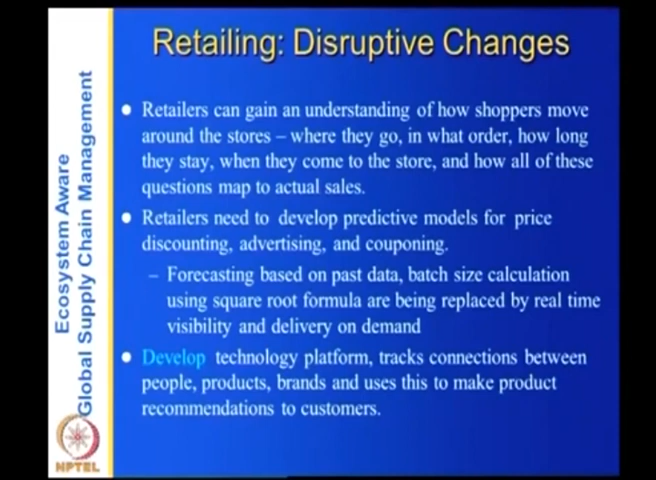 Retailing: Disruptive Changes
Ecosystem Aware
Global Supply Chain Management
● Retailers can gain an understanding of how shoppers move
around the stores – where they go, in what order, how long
they stay, when they come to the store, and how all of these
questions map to actual sales.
● Retailers need to develop predictive models for price
discounting, advertising, and couponing.
– Forecasting based on past data, batch size calculation
using square root formula are being replaced by real time
visibility and delivery on demand
● Develop technology platform, tracks connections between
people, products, brands and uses this to make product
recommendations to customers.
NPTEL